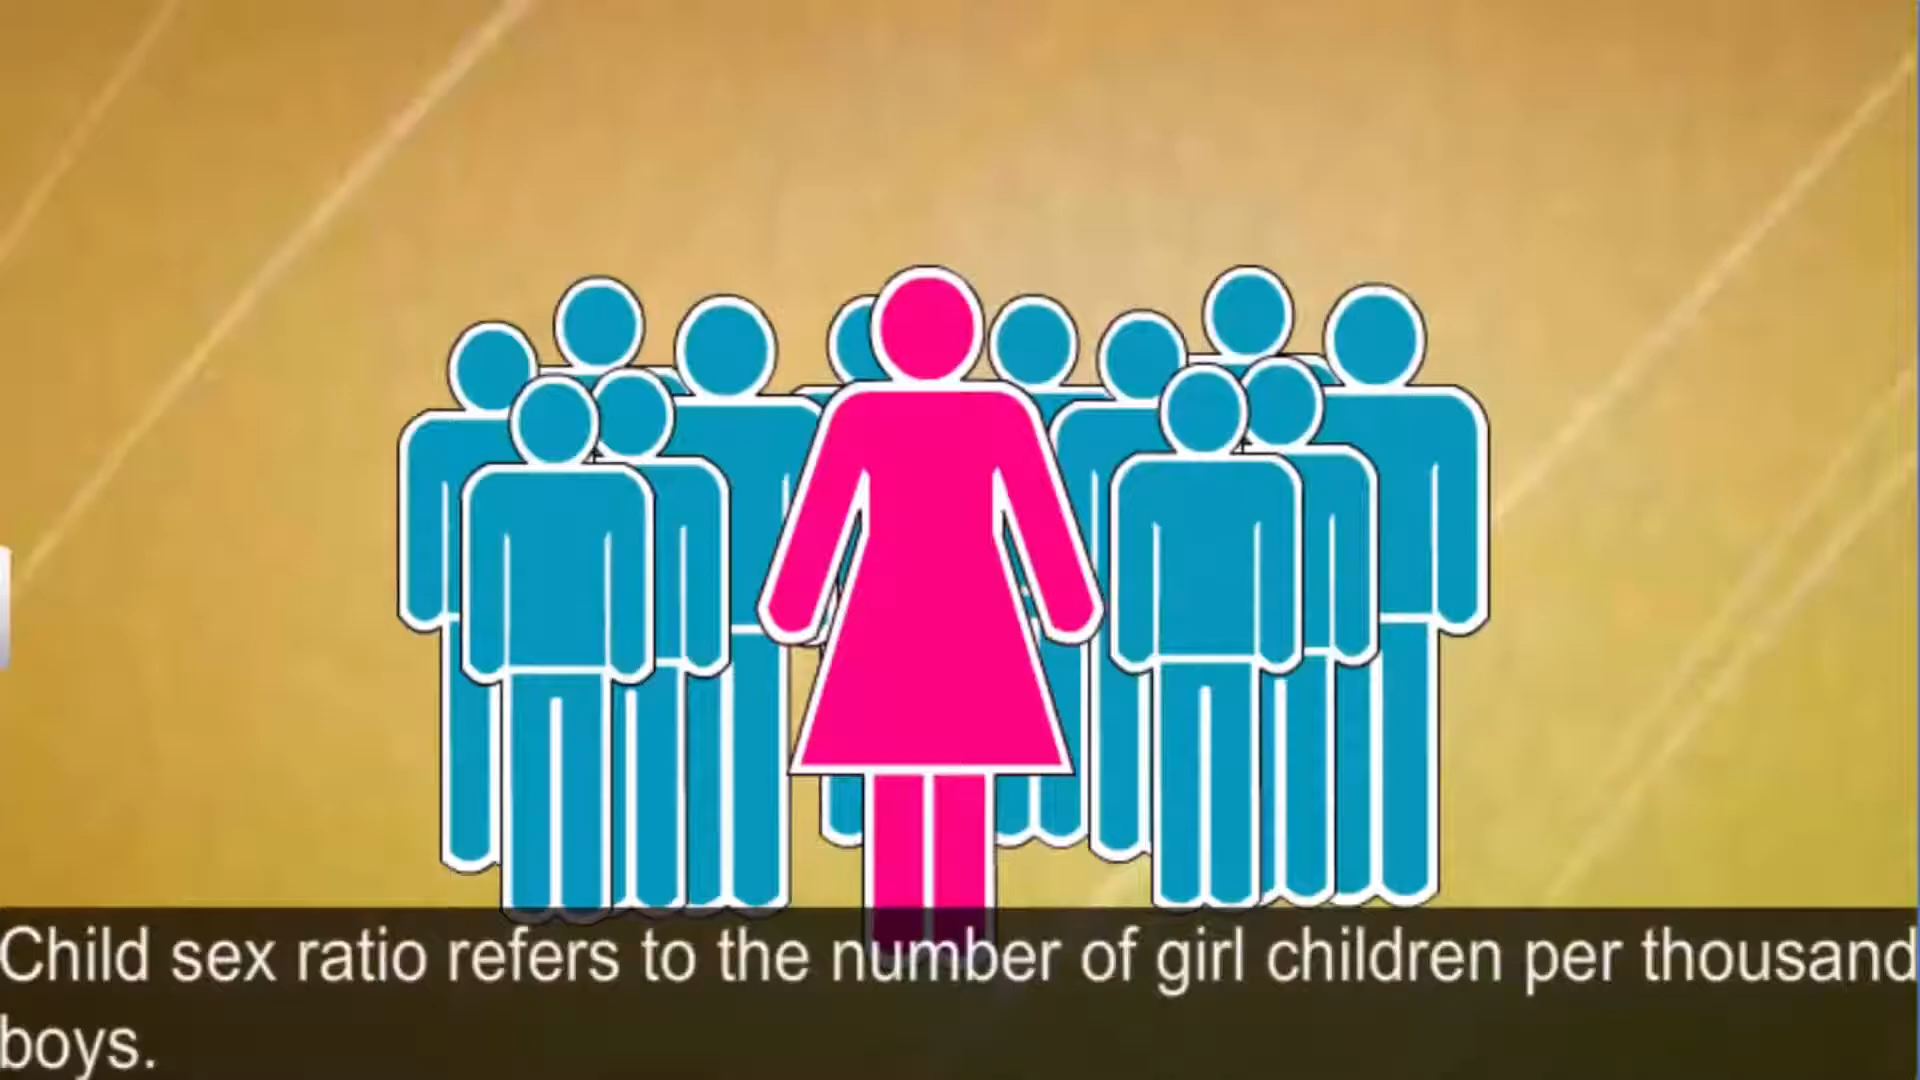 Child sex ratio refers to the number of girl children per thousand
boys.